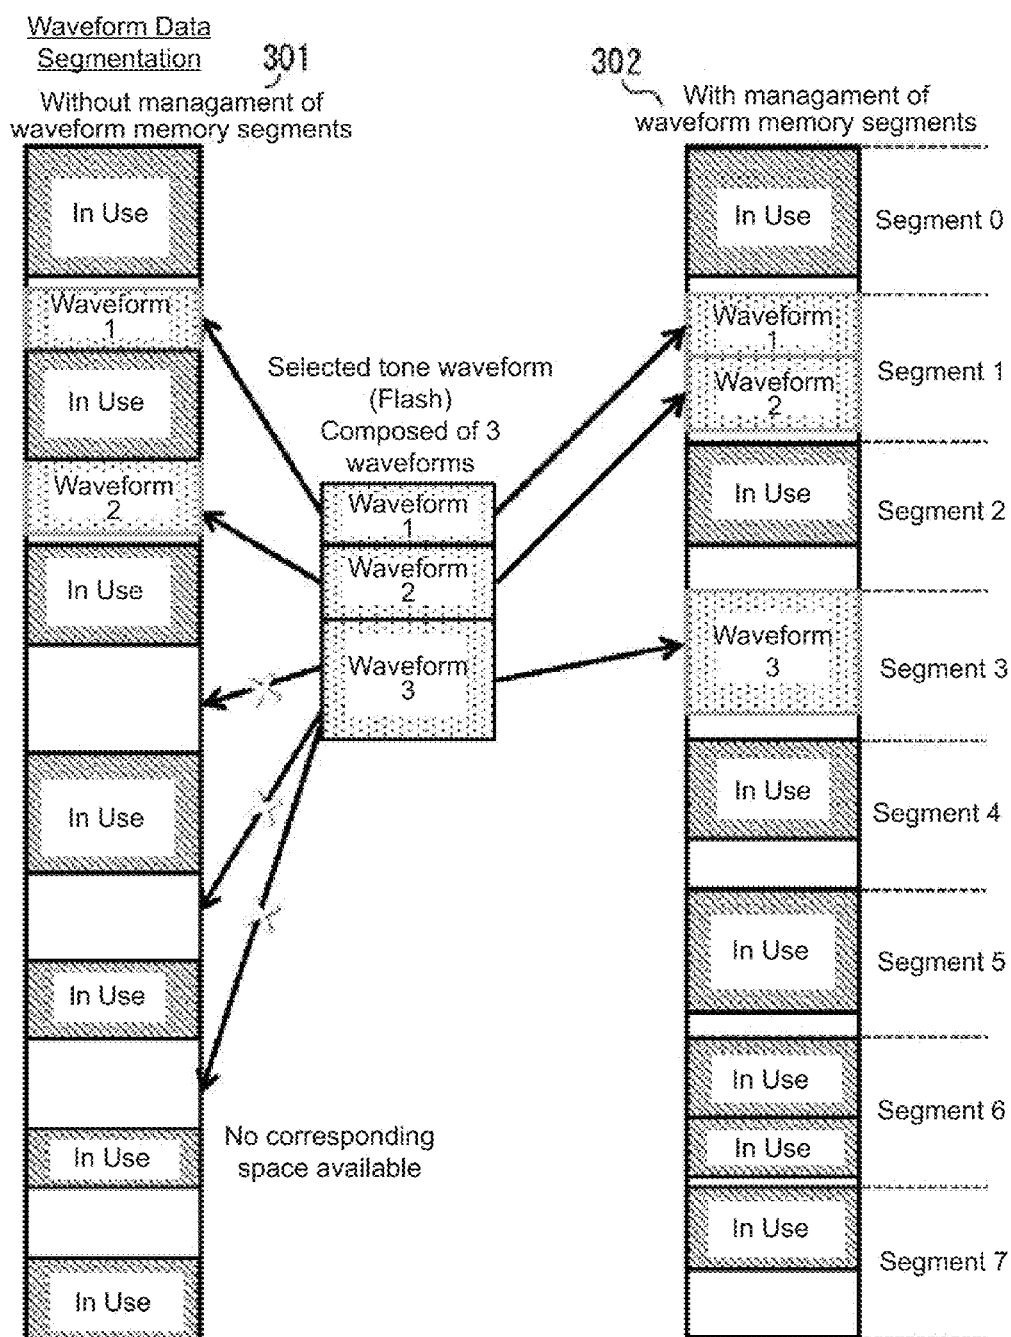 Waveform Data
Segmentation
301
Without managament of
waveform memory segments
In Use
Waveform
1
In Use
Waveform
2
In Use
In Use
In Use
In Use
In Use
Selected tone waveform
(Flash)
Composed of 3
waveforms
Waveform
1
Waveform
2
Waveform
3
No corresponding
space available
302
With managament of
waveform memory segments
In Use
Segment 0
Waveform
1
Waveform
2
Segment 1
In Use
Segment 2
Waveform
3
Segment 3
In Use
Segment 4
In Use
Segment 5
In Use
In Use
Segment 6
In Use
Segment 7